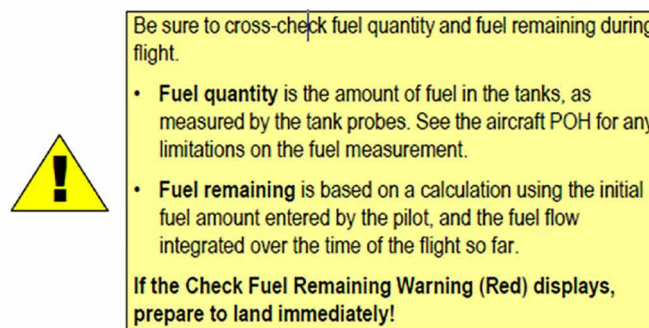 Be sure to cross-check fuel quantity and fuel remaining during
flight.
• Fuel quantity is the amount of fuel in the tanks, as
measured by the tank probes. See the aircraft POH for any
limitations on the fuel measurement.
• Fuel remaining is based on a calculation using the initial
fuel amount entered by the pilot, and the fuel flow
integrated over the time of the flight so far.
If the Check Fuel Remaining Warning (Red) displays,
prepare to land immediately!
!